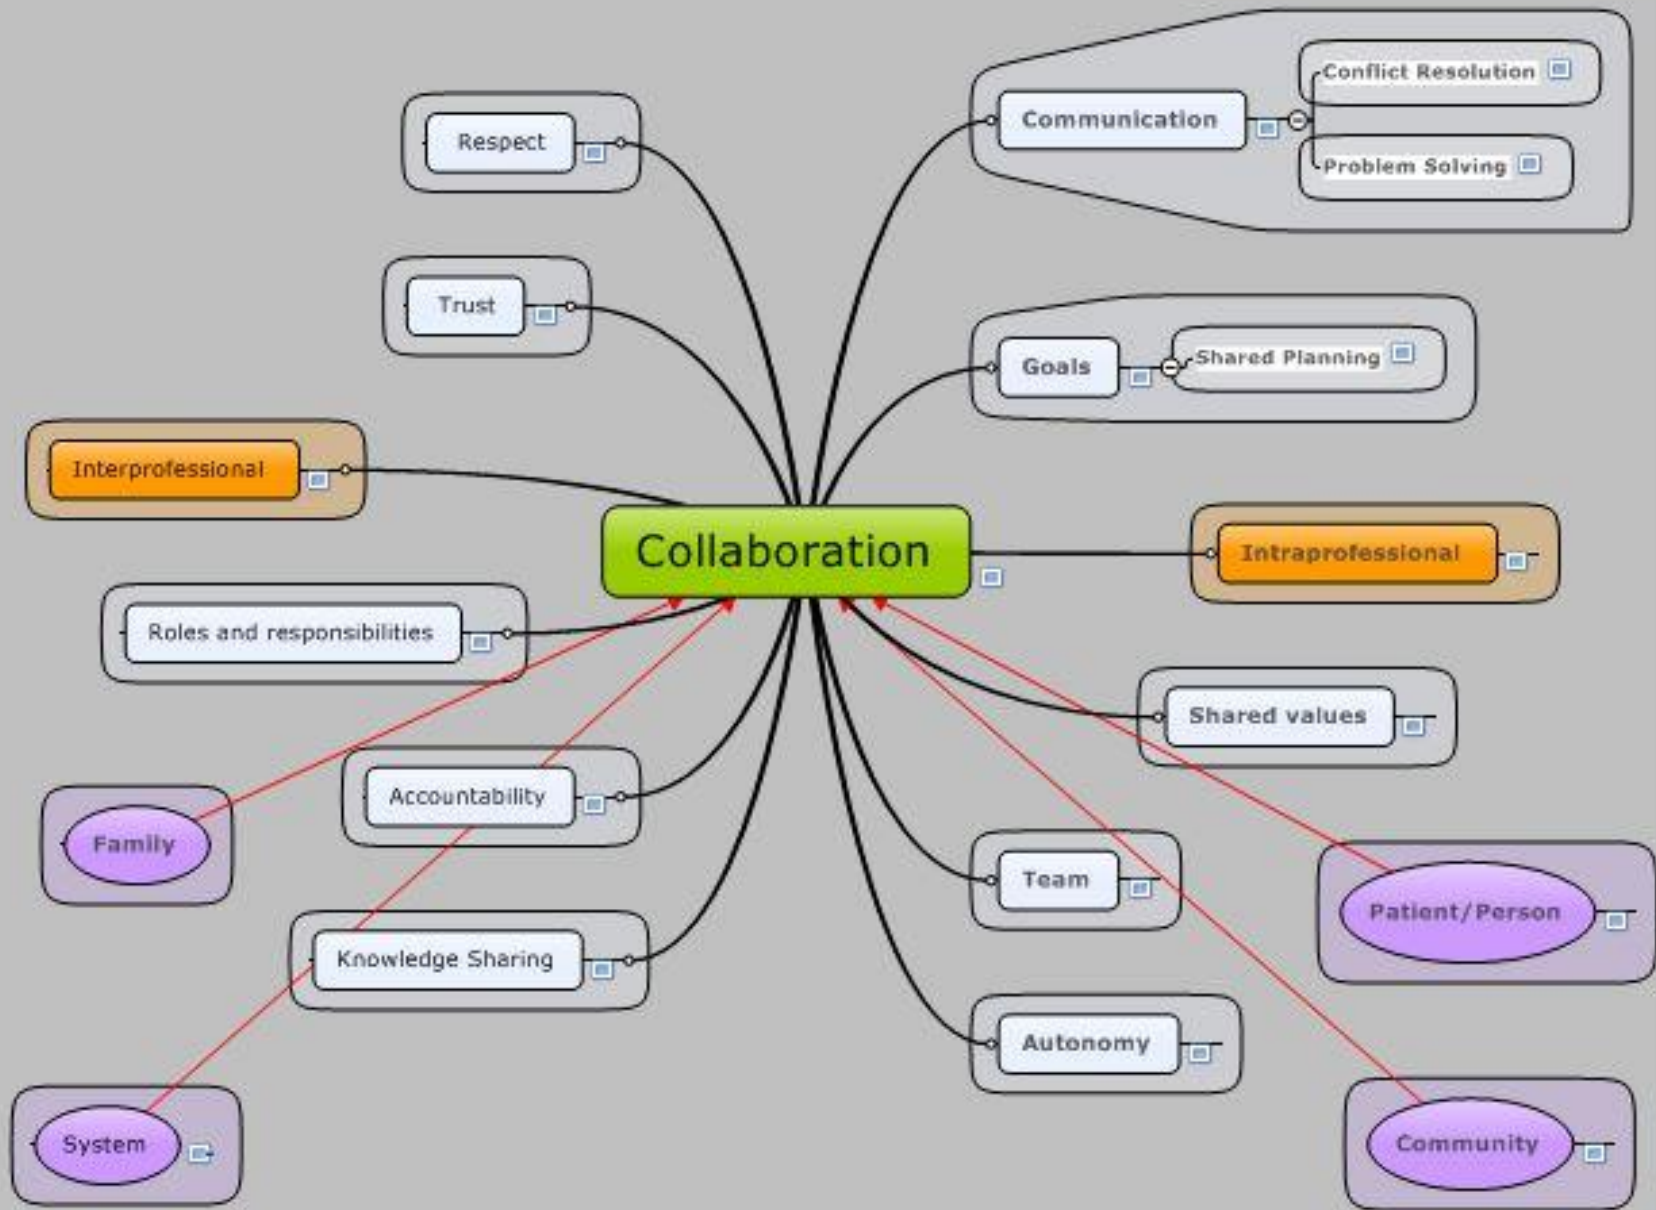 Conflict Resolution
Respect
Communication
Problem Solving
Trust
Goals
Shared Planning
Interprofessional
Collaboration
Intraprofessional
Roles and responsibilities
Shared values
Accountability
Family
Team
Patient/Person
Knowledge Sharing
Autonomy
System
Community